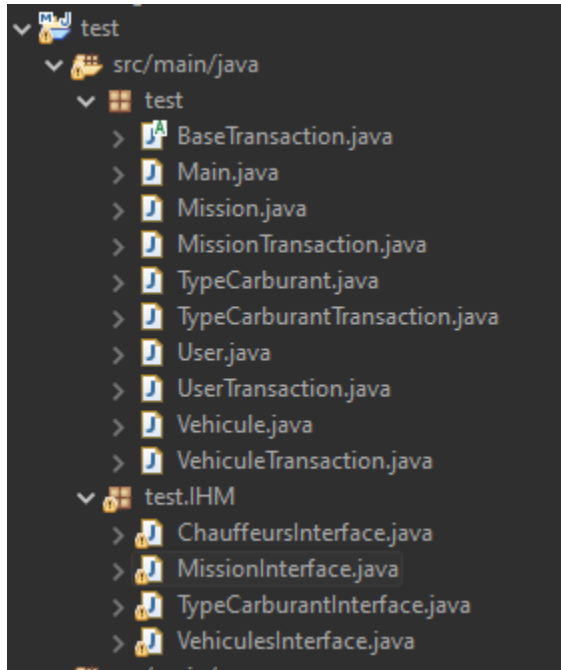 test
src/main/java
test
BaseTransaction.java
Main.java
Mission.java
MissionTransaction.java
TypeCarburant.java
TypeCarburantTransaction.java
User.java
UserTransaction.java
Vehicule.java
VehiculeTransaction.java
test.IHM
ChauffeursInterface.java
MissionInterface.java
TypeCarburantInterface.java
VehiculesInterface.java